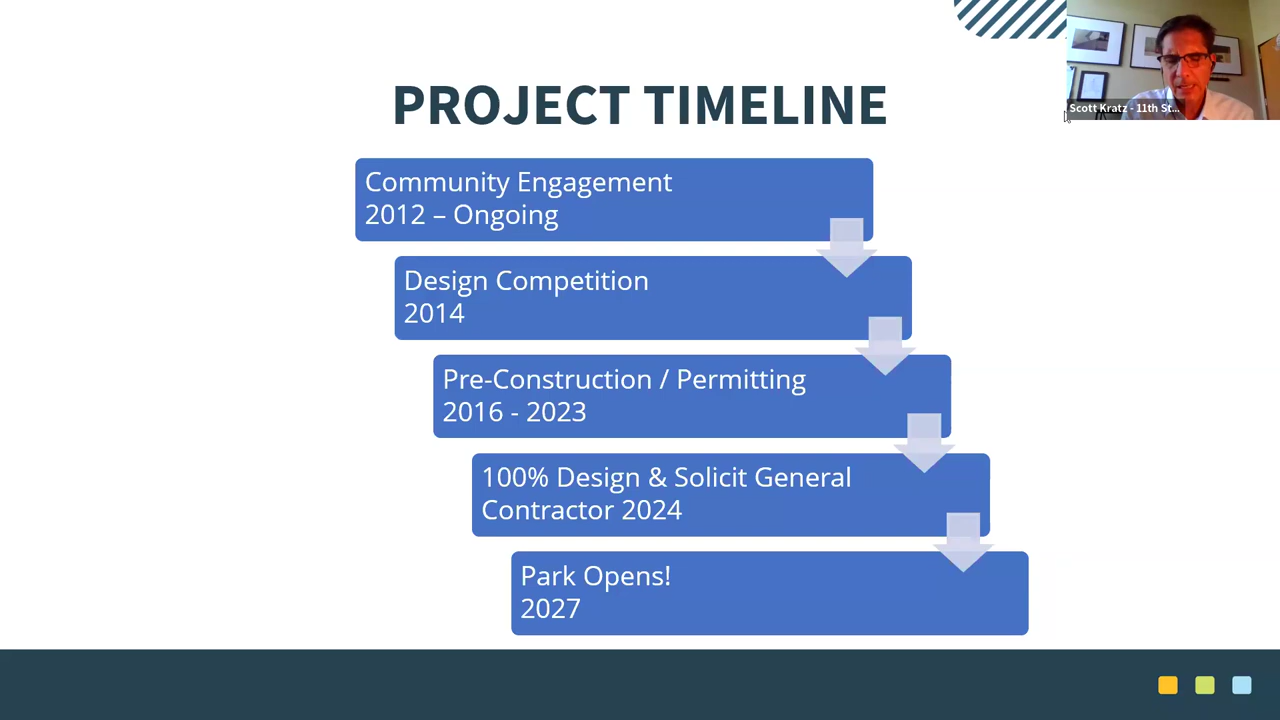 Scott Kratz - 11th St...
PROJECT TIMELINE
Community Engagement
2012 – Ongoing
Design Competition
2014
Pre-Construction / Permitting
2016 - 2023
100% Design & Solicit General
Contractor 2024
Park Opens!
2027